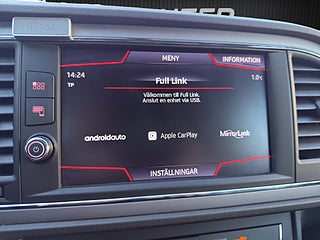 MENY
INFORMATION
14:24
Full Link
1.0°C
TP
Välkommen till Full Link.
Anslut en enhet via USB.
androidauto
Apple CarPlay
MirrorLink
INSTÄLLNINGAR